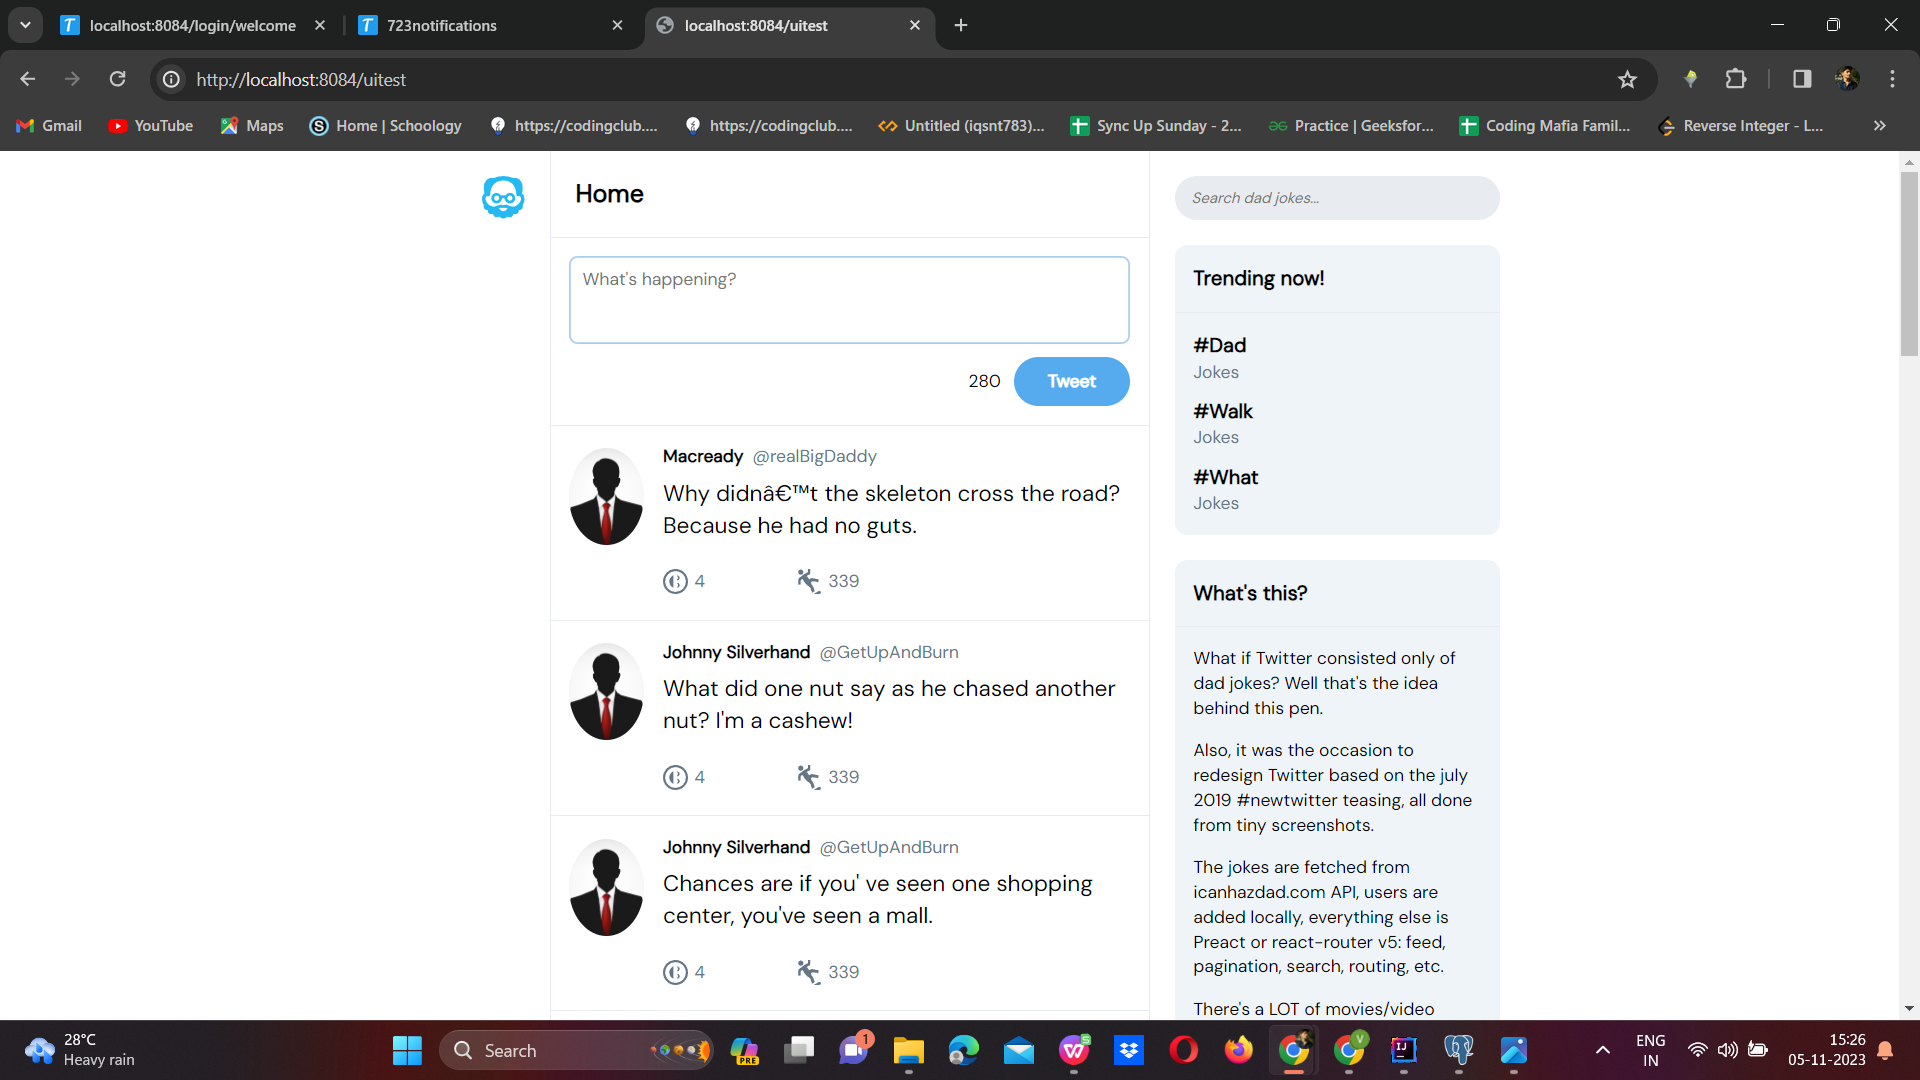 localhost:8084/login/welcome
723notifications
localhost:8084/uitest
http://localhost:8084/uitest
Gmail
YouTube
Maps
Home | Schoology
https://codingclub....
https://codingclub....
Untitled (iqsnt783)...
Sync Up Sunday - 2...
Practice | Geeksfor...
Coding Mafia Famil...
Reverse Integer - L...
Home
Search dad jokes...
What's happening?
280
Tweet
Macready @realBigDaddy
Why didnâ€™t the skeleton cross the road?
Because he had no guts.
4
339
Johnny Silverhand @GetUpAndBurn
What did one nut say as he chased another
nut? I'm a cashew!
4
339
Johnny Silverhand @GetUpAndBurn
Chances are if you' ve seen one shopping
center, you've seen a mall.
4
339
Trending now!
#Dad
Jokes
#Walk
Jokes
#What
Jokes
What's this?
What if Twitter consisted only of
dad jokes? Well that's the idea
behind this pen.
Also, it was the occasion to
redesign Twitter based on the july
2019 #newtwitter teasing, all done
from tiny screenshots.
The jokes are fetched from
icanhazdad.com API, users are
added locally, everything else is
Preact or react-router v5: feed,
pagination, search, routing, etc.
There's a LOT of movies/video
28°C
Heavy rain
Search
PRE
1
V
IJ
ENG
IN
15:26
05-11-2023